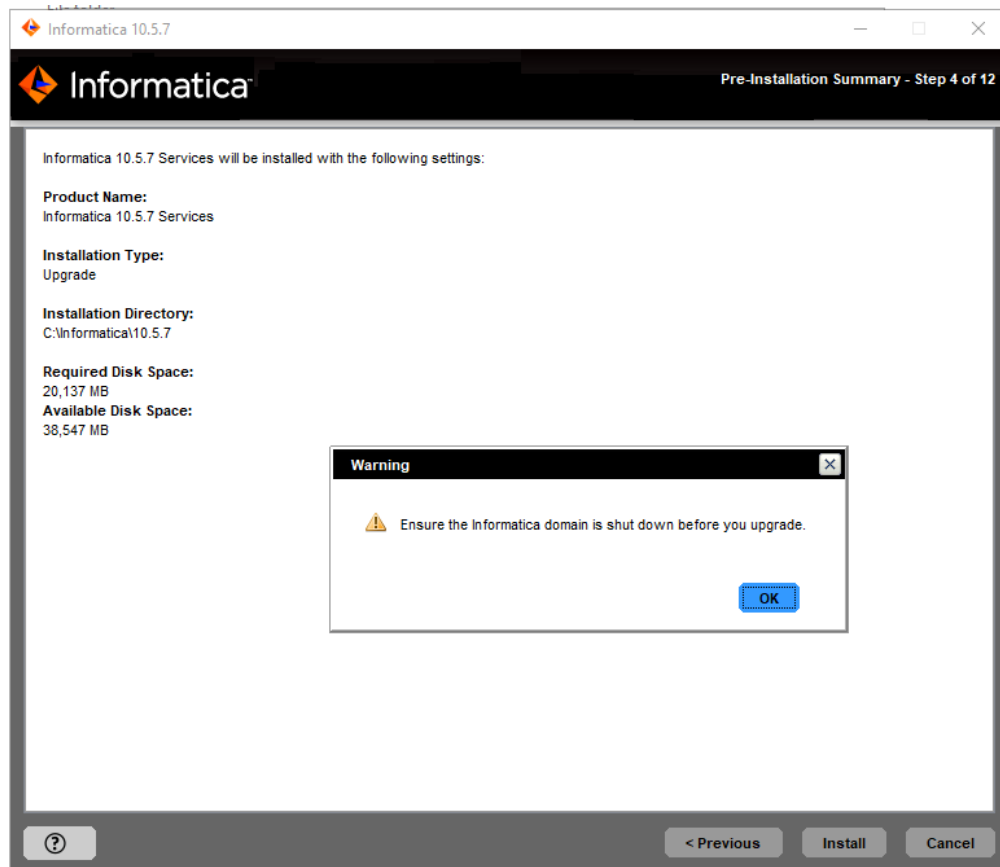 Informatica 10.5.7
Informatica
Pre-Installation Summary - Step 4 of 12
Informatica 10.5.7 Services will be installed with the following settings:
Product Name:
Informatica 10.5.7 Services
Installation Type:
Upgrade
Installation Directory:
C:\Informatica\10.5.7
Required Disk Space:
20,137 MB
Available Disk Space:
38,547 MB
Warning
Ensure the Informatica domain is shut down before you upgrade.
OK
?
< Previous
Install
Cancel